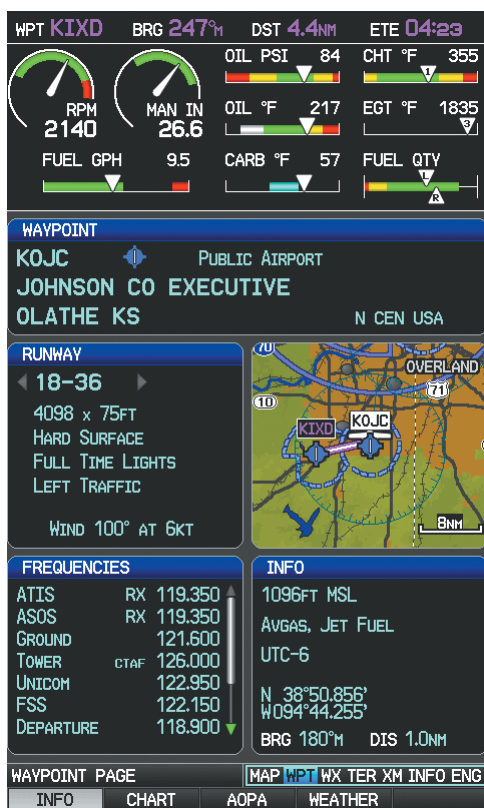 WPT KIXD BRG 247°M DST 4.4NM ETE 04:23
OIL PSI 84 CHT °F 355
1
RPM MAN IN OIL °F 217 EGT °F 1835
2140 26.6 3
FUEL GPH 9.5 CARB °F 57 FUEL QTY
L
R
WAYPOINT
KOJC PUBLIC AIRPORT
JOHNSON CO EXECUTIVE
OLATHE KS N CEN USA
RUNWAY
18-36
4098 x 75FT
HARD SURFACE
FULL TIME LIGHTS
LEFT TRAFFIC
WIND 100° AT 6KT
70
OVERLAND
71
10
KIXD KOJC
8NM
FREQUENCIES
ATIS RX 119.350
ASOS RX 119.350
GROUND 121.600
TOWER CTAF 126.000
UNICOM 122.950
FSS 122.150
DEPARTURE 118.900
INFO
1096FT MSL
AVGAS, JET FUEL
UTC-6
N 38°50.856'
W094°44.255'
BRG 180°M DIS 1.0NM
WAYPOINT PAGE MAP WPT WX TER XM INFO ENG
INFO CHART AOPA WEATHER